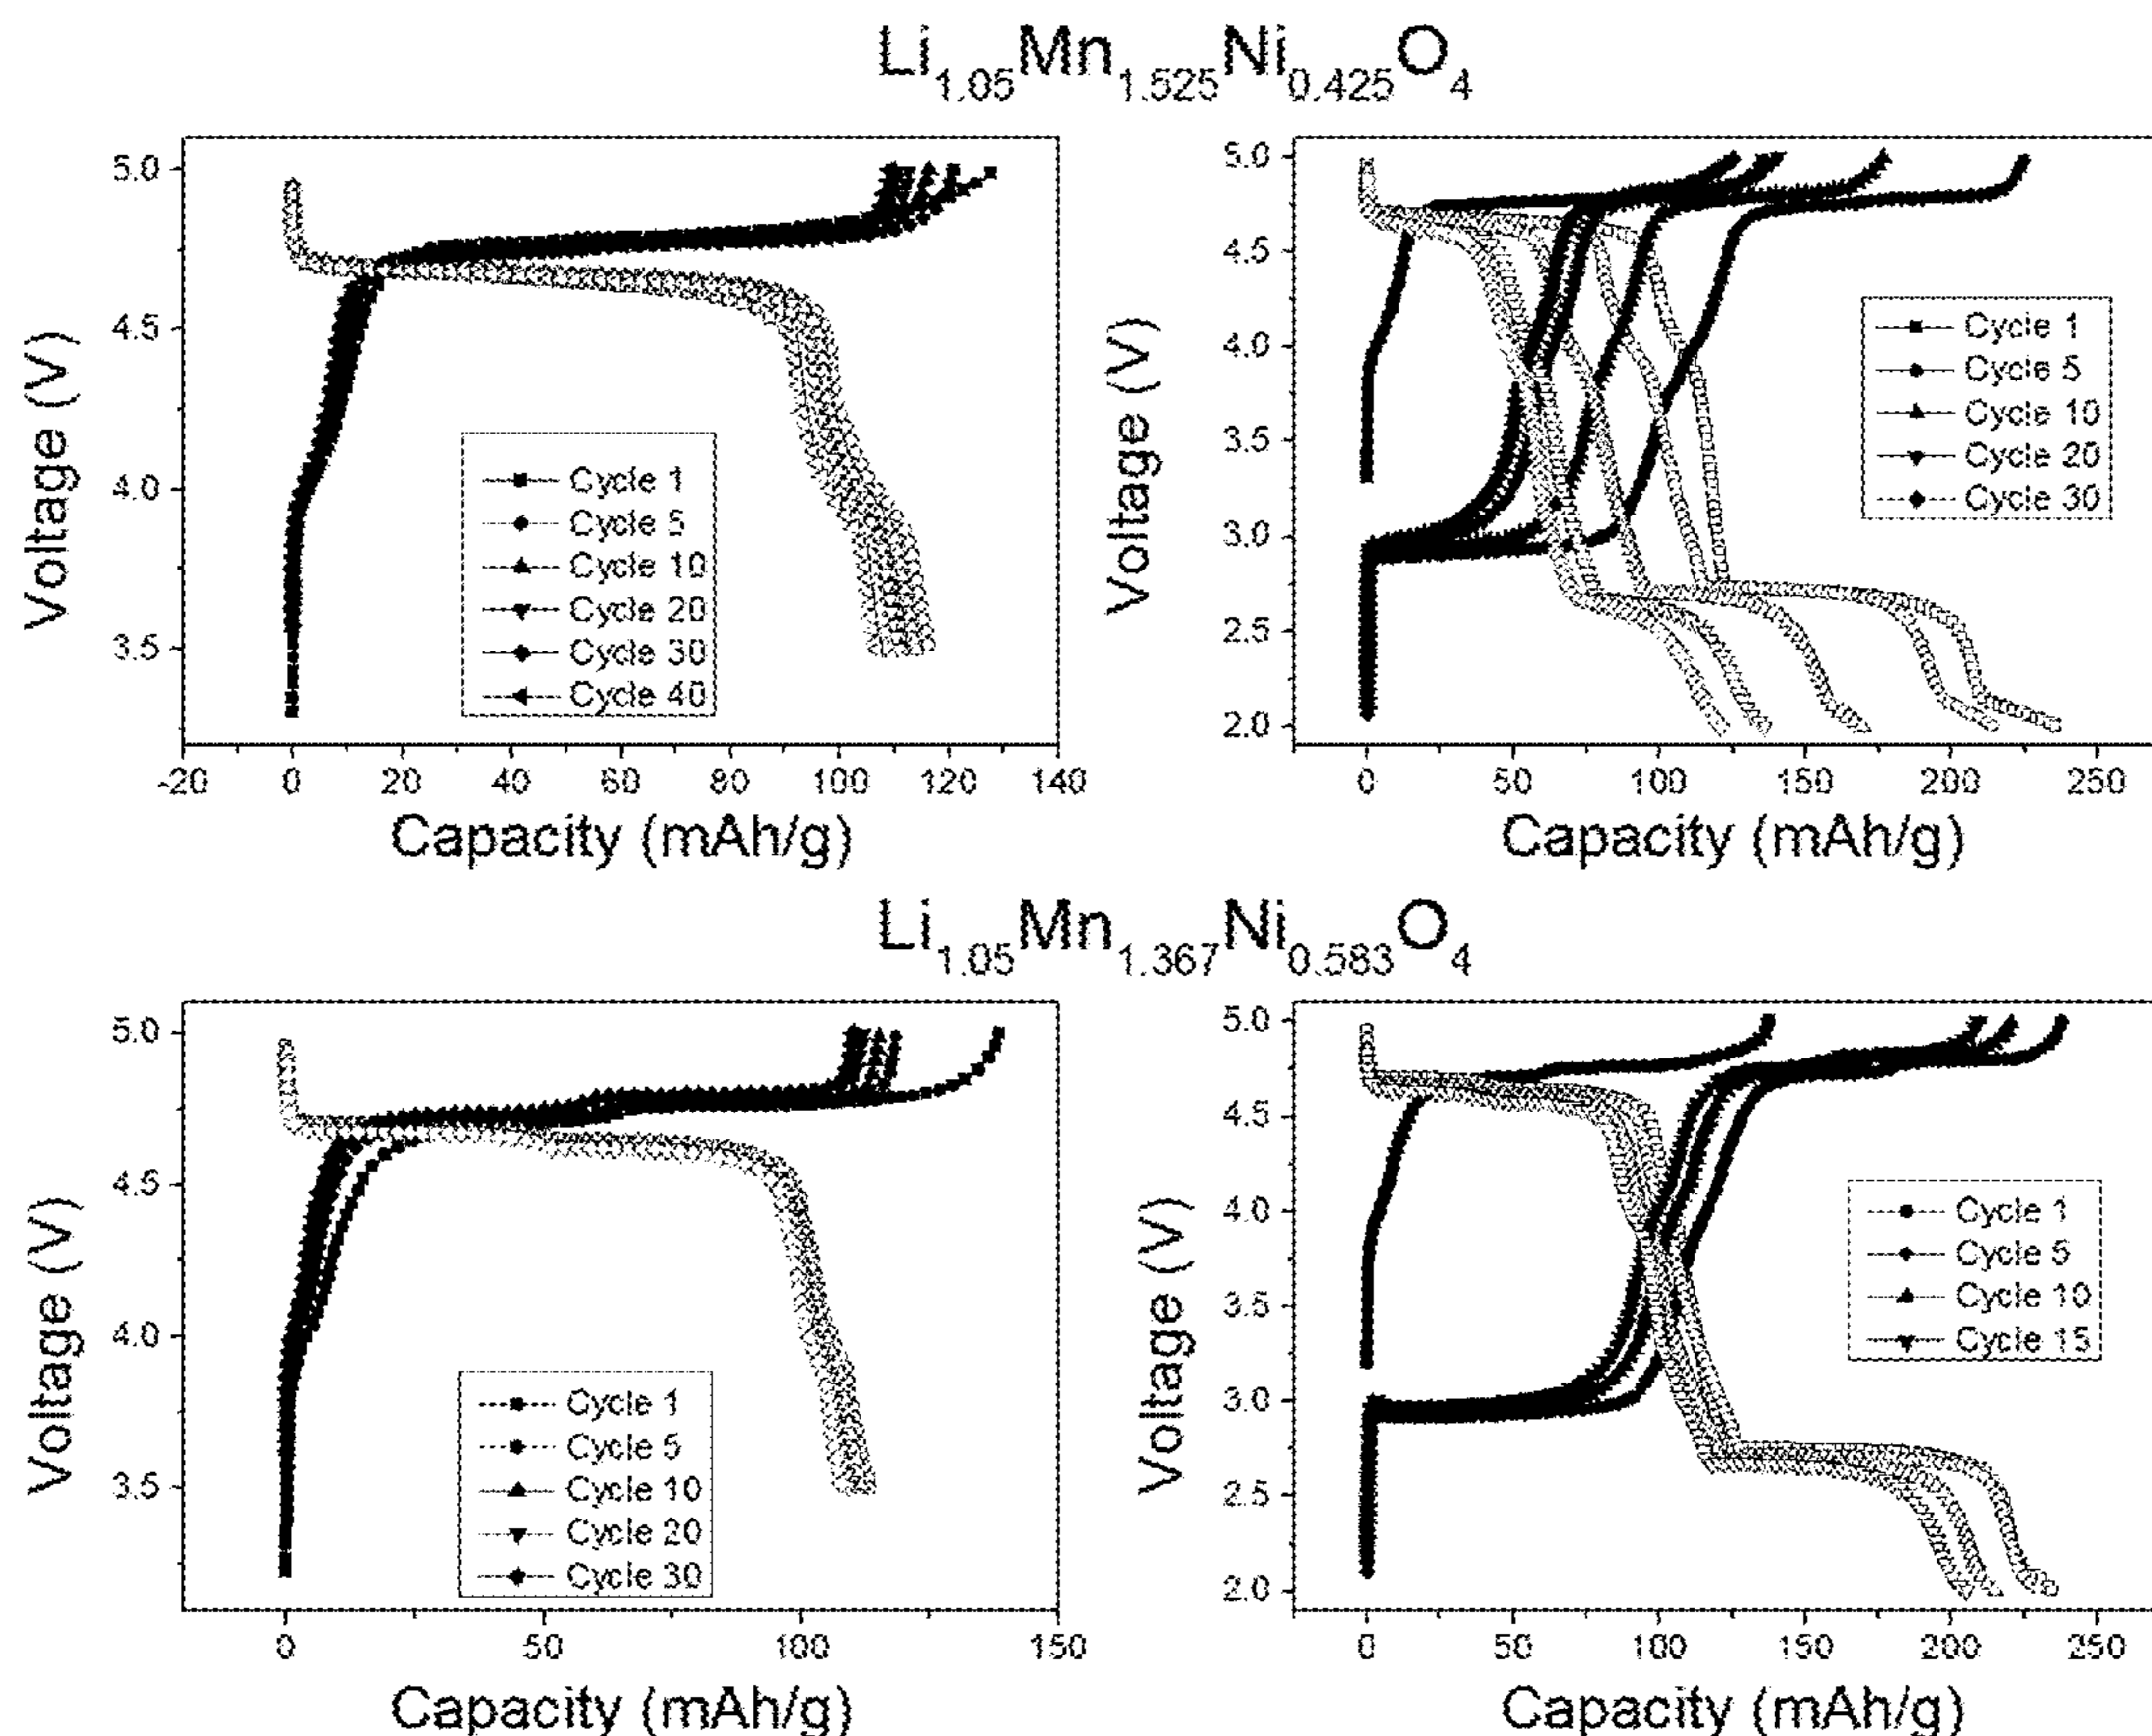 Li1.05Mn1.525Ni0.425O4
Voltage (V)
5.0
4.5
4.0
3.5
Cycle 1
Cycle 5
Cycle 10
Cycle 20
Cycle 30
Cycle 40
-20 0 20 40 60 80 100 120 140
Capacity (mAh/g)
Voltage (V)
5.0
4.5
4.0
3.5
3.0
2.5
2.0
Cycle 1
Cycle 5
Cycle 10
Cycle 20
Cycle 30
0 50 100 150 200 250
Capacity (mAh/g)
Li1.05Mn1.367Ni0.583O4
Voltage (V)
5.0
4.5
4.0
3.5
Cycle 1
Cycle 5
Cycle 10
Cycle 20
Cycle 30
0 50 100 150
Capacity (mAh/g)
Voltage (V)
5.0
4.5
4.0
3.5
3.0
2.5
2.0
Cycle 1
Cycle 5
Cycle 10
Cycle 15
0 50 100 150 200 250
Capacity (mAh/g)